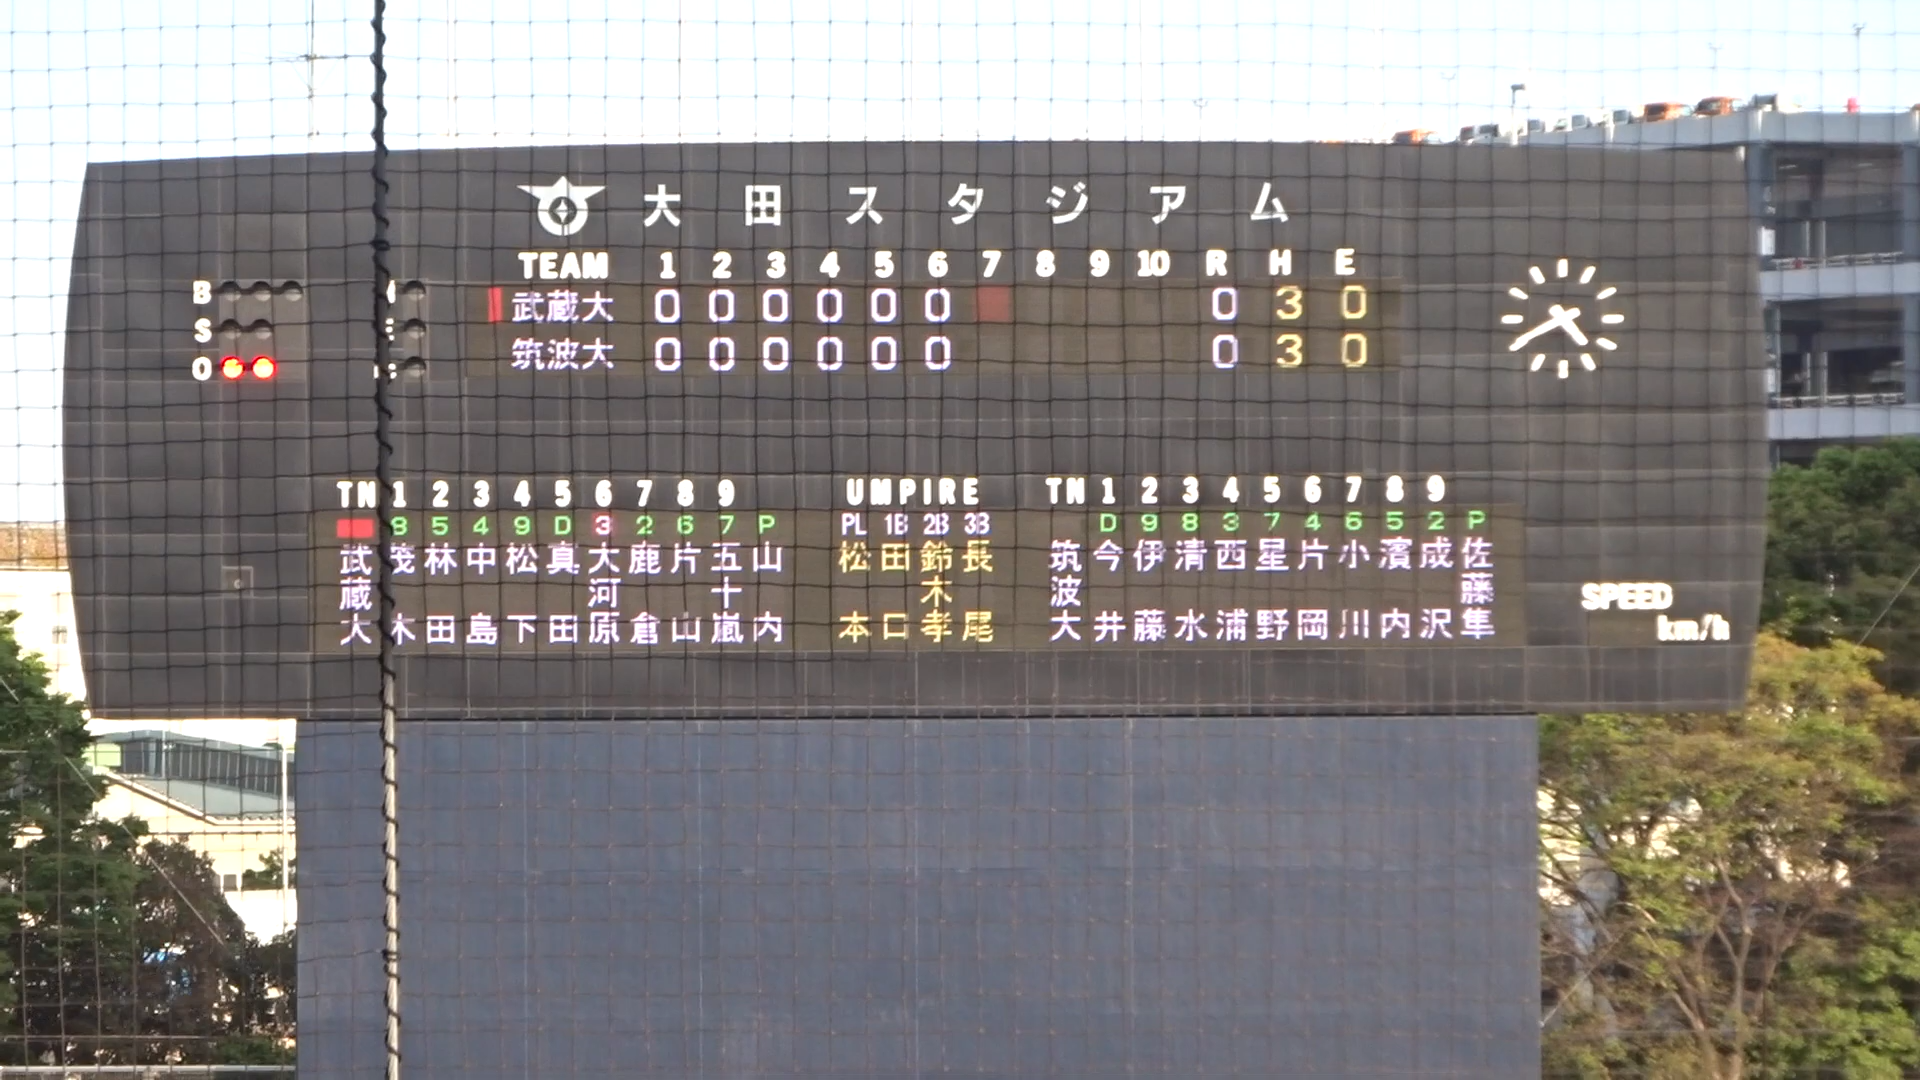 大田スタジアム
TEAM 1 2 3 4 5 6 7 8 9 10 R H E
B
武蔵大 0 0 0 0 0 0 0 3 0
S
筑波大 0 0 0 0 0 0 0 3 0
O
TN 1 2 3 4 5 6 7 8 9
8 5 4 9 D 3 2 6 7 P
武蔵大 茂木 林田 中島 松下 真田 大河原 鹿倉 片山 五十嵐 山内
UMPIRE
PL 1B 2B 3B
松本 田口 鈴木孝 長尾
TN 1 2 3 4 5 6 7 8 9
D 9 8 3 7 4 6 5 2 P
筑波大 今井 伊藤 清水 西浦 星野 片岡 小川 濱内 成沢 佐藤隼
SPEED
km/h